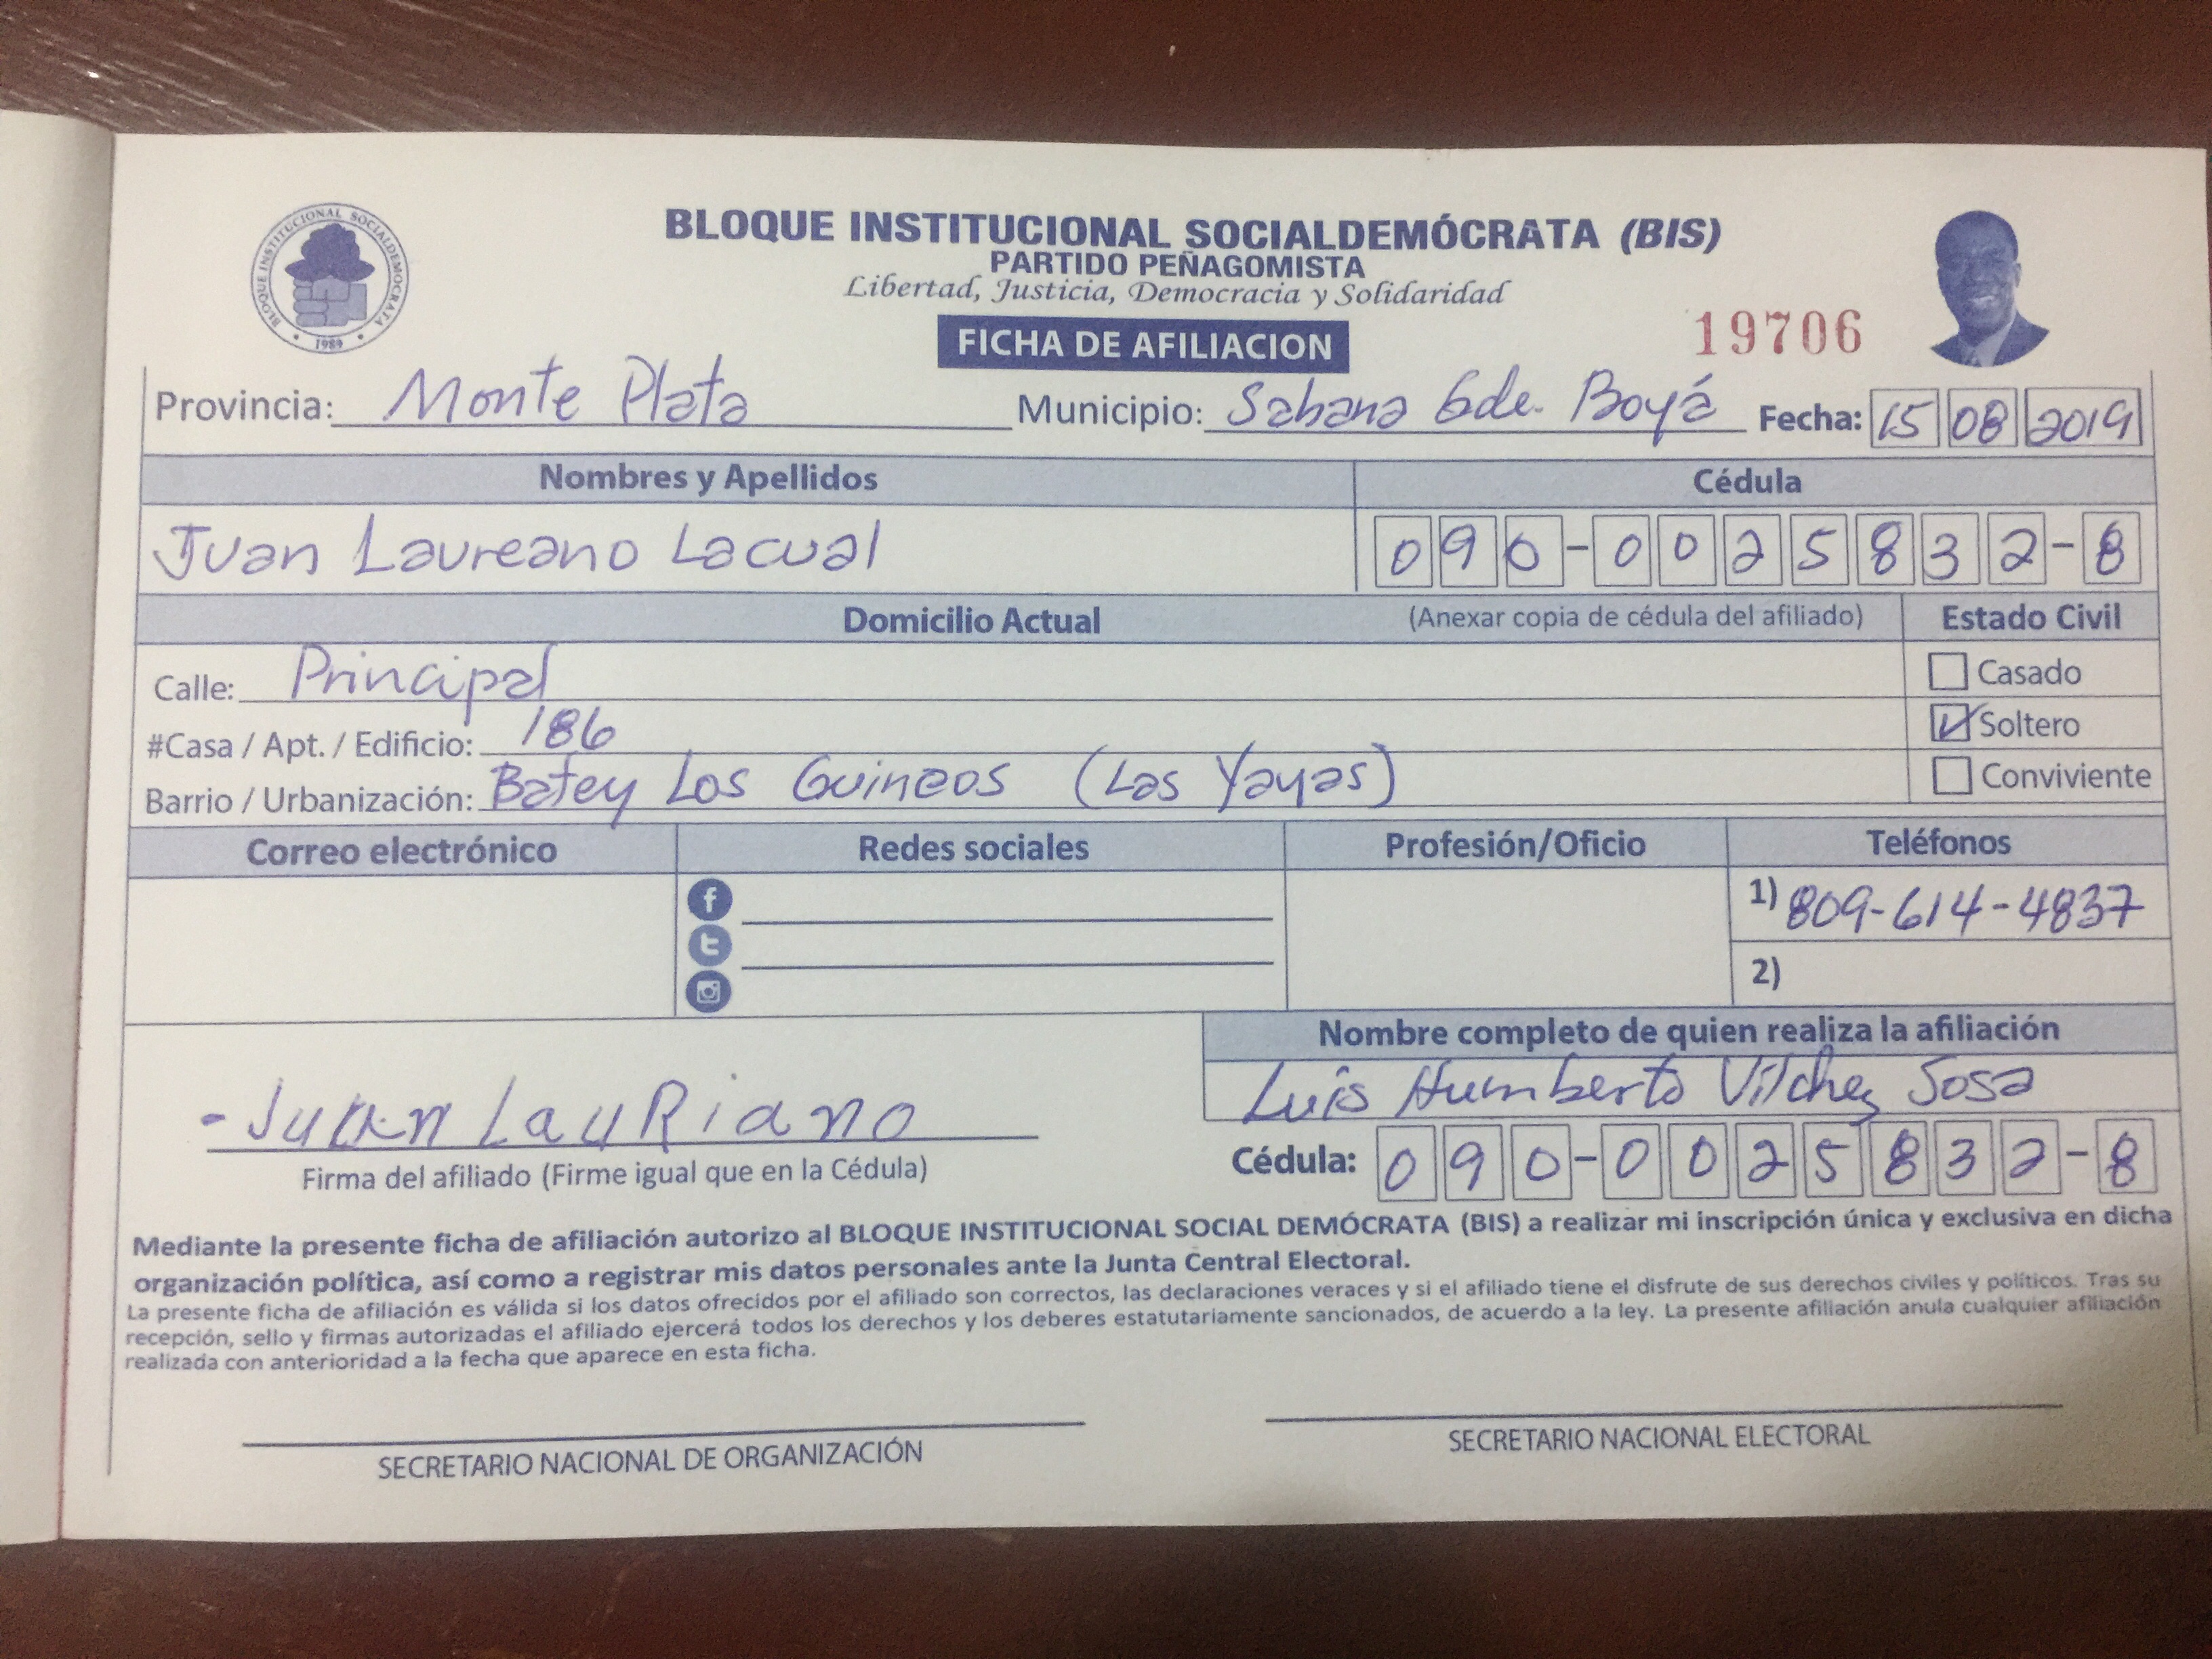 BLOQUE INSTITUCIONAL SOCIALDEMOCRATA
1989
BLOQUE INSTITUCIONAL SOCIALDEMÓCRATA (BIS)
PARTIDO PEÑAGOMISTA
Libertad, Justicia, Democracia y Solidaridad
FICHA DE AFILIACION
19706
Provincia: Monte Plata Municipio: Sabana Gde. Boyá Fecha: 15 08 2019
Nombres y Apellidos Cédula
Juan Laureano Lacual 090-0025832-8
Domicilio Actual (Anexar copia de cédula del afiliado) Estado Civil
Calle: Principal Casado
#Casa / Apt. / Edificio: 186 Soltero
Barrio / Urbanización: Batey Los Guineos (Las Yayas) Conviviente
Correo electrónico Redes sociales Profesión/Oficio Teléfonos
1) 809-614-4837
2)
Nombre completo de quien realiza la afiliación
Luis Humberto Vilchez Sosa
- Juan LauRiano
Firma del afiliado (Firme igual que en la Cédula) Cédula: 090-0025832-8
Mediante la presente ficha de afiliación autorizo al BLOQUE INSTITUCIONAL SOCIAL DEMÓCRATA (BIS) a realizar mi inscripción única y exclusiva en dicha
organización política, así como a registrar mis datos personales ante la Junta Central Electoral.
La presente ficha de afiliación es válida si los datos ofrecidos por el afiliado son correctos, las declaraciones veraces y si el afiliado tiene el disfrute de sus derechos civiles y políticos. Tras su
recepción, sello y firmas autorizadas el afiliado ejercerá todos los derechos y los deberes estatutariamente sancionados, de acuerdo a la ley. La presente afiliación anula cualquier afiliación
realizada con anterioridad a la fecha que aparece en esta ficha.
SECRETARIO NACIONAL DE ORGANIZACIÓN SECRETARIO NACIONAL ELECTORAL